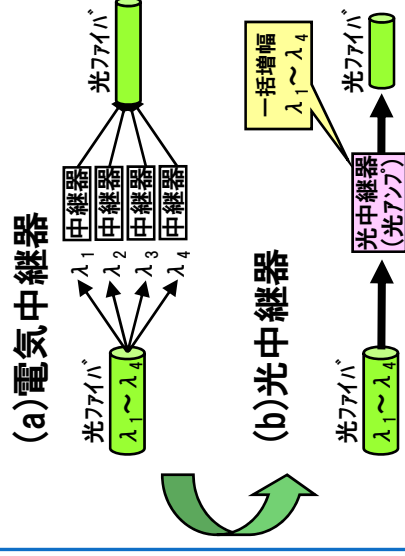 (a)電気中継器
光ファイバ
λ1～λ4
λ1
λ2
λ3
λ4
中継器
中継器
中継器
中継器
光ファイバ
(b)光中継器
光ファイバ
λ1～λ4
光中継器
(光アンプ)
一括増幅
λ1～λ4
光ファイバ